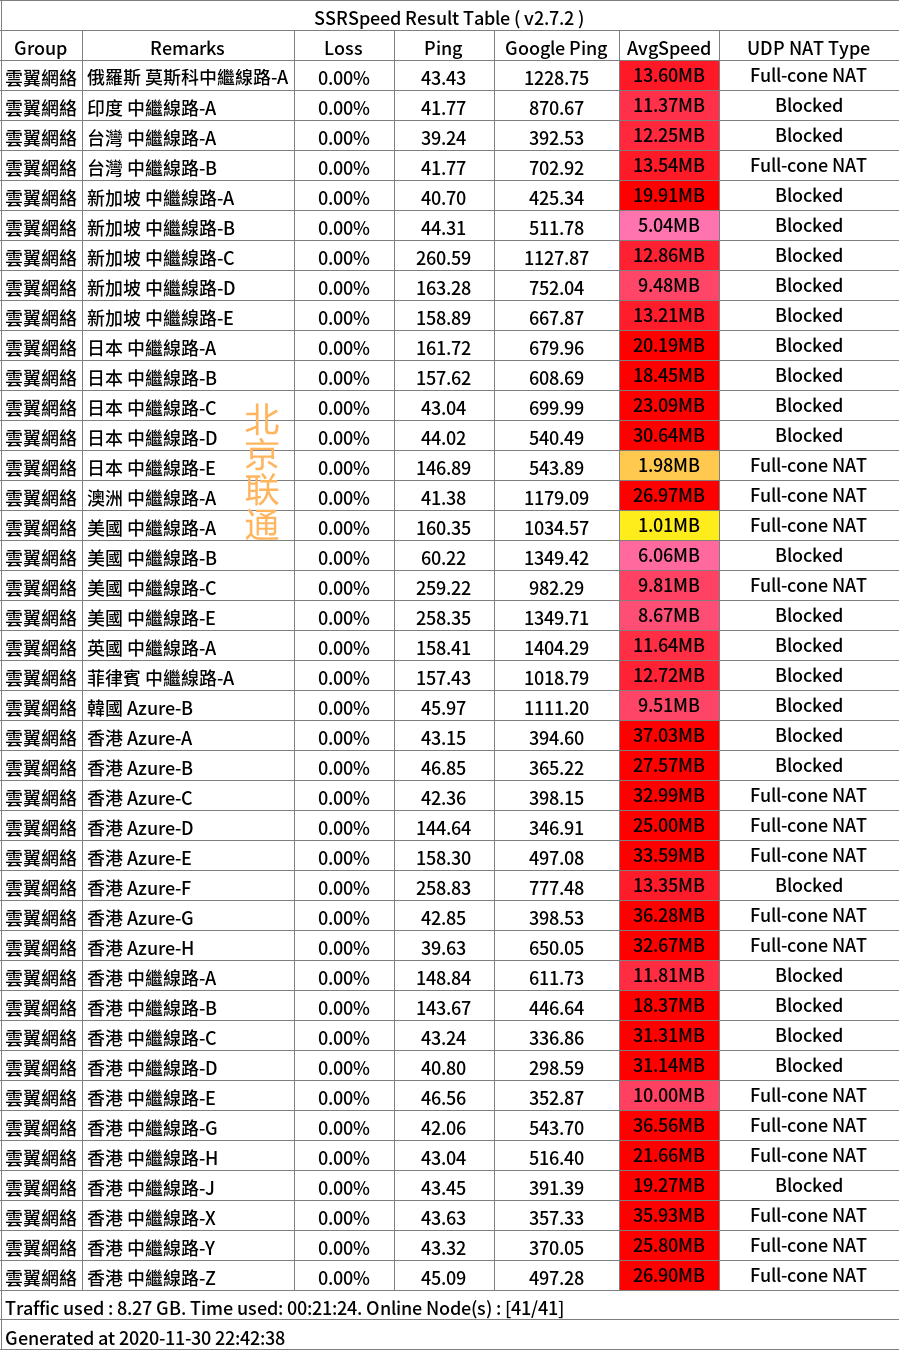 SSRSpeed Result Table ( v2.7.2 )
Group Remarks Loss Ping Google Ping AvgSpeed UDP NAT Type
雲翼網絡 俄羅斯 莫斯科中繼線路-A 0.00% 43.43 1228.75 13.60MB Full-cone NAT
雲翼網絡 印度 中繼線路-A 0.00% 41.77 870.67 11.37MB Blocked
雲翼網絡 台灣 中繼線路-A 0.00% 39.24 392.53 12.25MB Blocked
雲翼網絡 台灣 中繼線路-B 0.00% 41.77 702.92 13.54MB Full-cone NAT
雲翼網絡 新加坡 中繼線路-A 0.00% 40.70 425.34 19.91MB Blocked
雲翼網絡 新加坡 中繼線路-B 0.00% 44.31 511.78 5.04MB Blocked
雲翼網絡 新加坡 中繼線路-C 0.00% 260.59 1127.87 12.86MB Blocked
雲翼網絡 新加坡 中繼線路-D 0.00% 163.28 752.04 9.48MB Blocked
雲翼網絡 新加坡 中繼線路-E 0.00% 158.89 667.87 13.21MB Blocked
雲翼網絡 日本 中繼線路-A 0.00% 161.72 679.96 20.19MB Blocked
雲翼網絡 日本 中繼線路-B 0.00% 157.62 608.69 18.45MB Blocked
雲翼網絡 日本 中繼線路-C 0.00% 43.04 699.99 23.09MB Blocked
雲翼網絡 日本 中繼線路-D 0.00% 44.02 540.49 30.64MB Blocked
雲翼網絡 日本 中繼線路-E 0.00% 146.89 543.89 1.98MB Full-cone NAT
雲翼網絡 澳洲 中繼線路-A 0.00% 41.38 1179.09 26.97MB Full-cone NAT
雲翼網絡 美國 中繼線路-A 0.00% 160.35 1034.57 1.01MB Full-cone NAT
雲翼網絡 美國 中繼線路-B 0.00% 60.22 1349.42 6.06MB Blocked
雲翼網絡 美國 中繼線路-C 0.00% 259.22 982.29 9.81MB Full-cone NAT
雲翼網絡 美國 中繼線路-E 0.00% 258.35 1349.71 8.67MB Blocked
雲翼網絡 英國 中繼線路-A 0.00% 158.41 1404.29 11.64MB Blocked
雲翼網絡 菲律賓 中繼線路-A 0.00% 157.43 1018.79 12.72MB Blocked
雲翼網絡 韓國 Azure-B 0.00% 45.97 1111.20 9.51MB Blocked
雲翼網絡 香港 Azure-A 0.00% 43.15 394.60 37.03MB Blocked
雲翼網絡 香港 Azure-B 0.00% 46.85 365.22 27.57MB Blocked
雲翼網絡 香港 Azure-C 0.00% 42.36 398.15 32.99MB Full-cone NAT
雲翼網絡 香港 Azure-D 0.00% 144.64 346.91 25.00MB Full-cone NAT
雲翼網絡 香港 Azure-E 0.00% 158.30 497.08 33.59MB Full-cone NAT
雲翼網絡 香港 Azure-F 0.00% 258.83 777.48 13.35MB Blocked
雲翼網絡 香港 Azure-G 0.00% 42.85 398.53 36.28MB Full-cone NAT
雲翼網絡 香港 Azure-H 0.00% 39.63 650.05 32.67MB Full-cone NAT
雲翼網絡 香港 中繼線路-A 0.00% 148.84 611.73 11.81MB Blocked
雲翼網絡 香港 中繼線路-B 0.00% 143.67 446.64 18.37MB Blocked
雲翼網絡 香港 中繼線路-C 0.00% 43.24 336.86 31.31MB Blocked
雲翼網絡 香港 中繼線路-D 0.00% 40.80 298.59 31.14MB Blocked
雲翼網絡 香港 中繼線路-E 0.00% 46.56 352.87 10.00MB Full-cone NAT
雲翼網絡 香港 中繼線路-G 0.00% 42.06 543.70 36.56MB Full-cone NAT
雲翼網絡 香港 中繼線路-H 0.00% 43.04 516.40 21.66MB Full-cone NAT
雲翼網絡 香港 中繼線路-J 0.00% 43.45 391.39 19.27MB Blocked
雲翼網絡 香港 中繼線路-X 0.00% 43.63 357.33 35.93MB Full-cone NAT
雲翼網絡 香港 中繼線路-Y 0.00% 43.32 370.05 25.80MB Full-cone NAT
雲翼網絡 香港 中繼線路-Z 0.00% 45.09 497.28 26.90MB Full-cone NAT
Traffic used : 8.27 GB. Time used: 00:21:24. Online Node(s) : [41/41]
Generated at 2020-11-30 22:42:38
北京联通